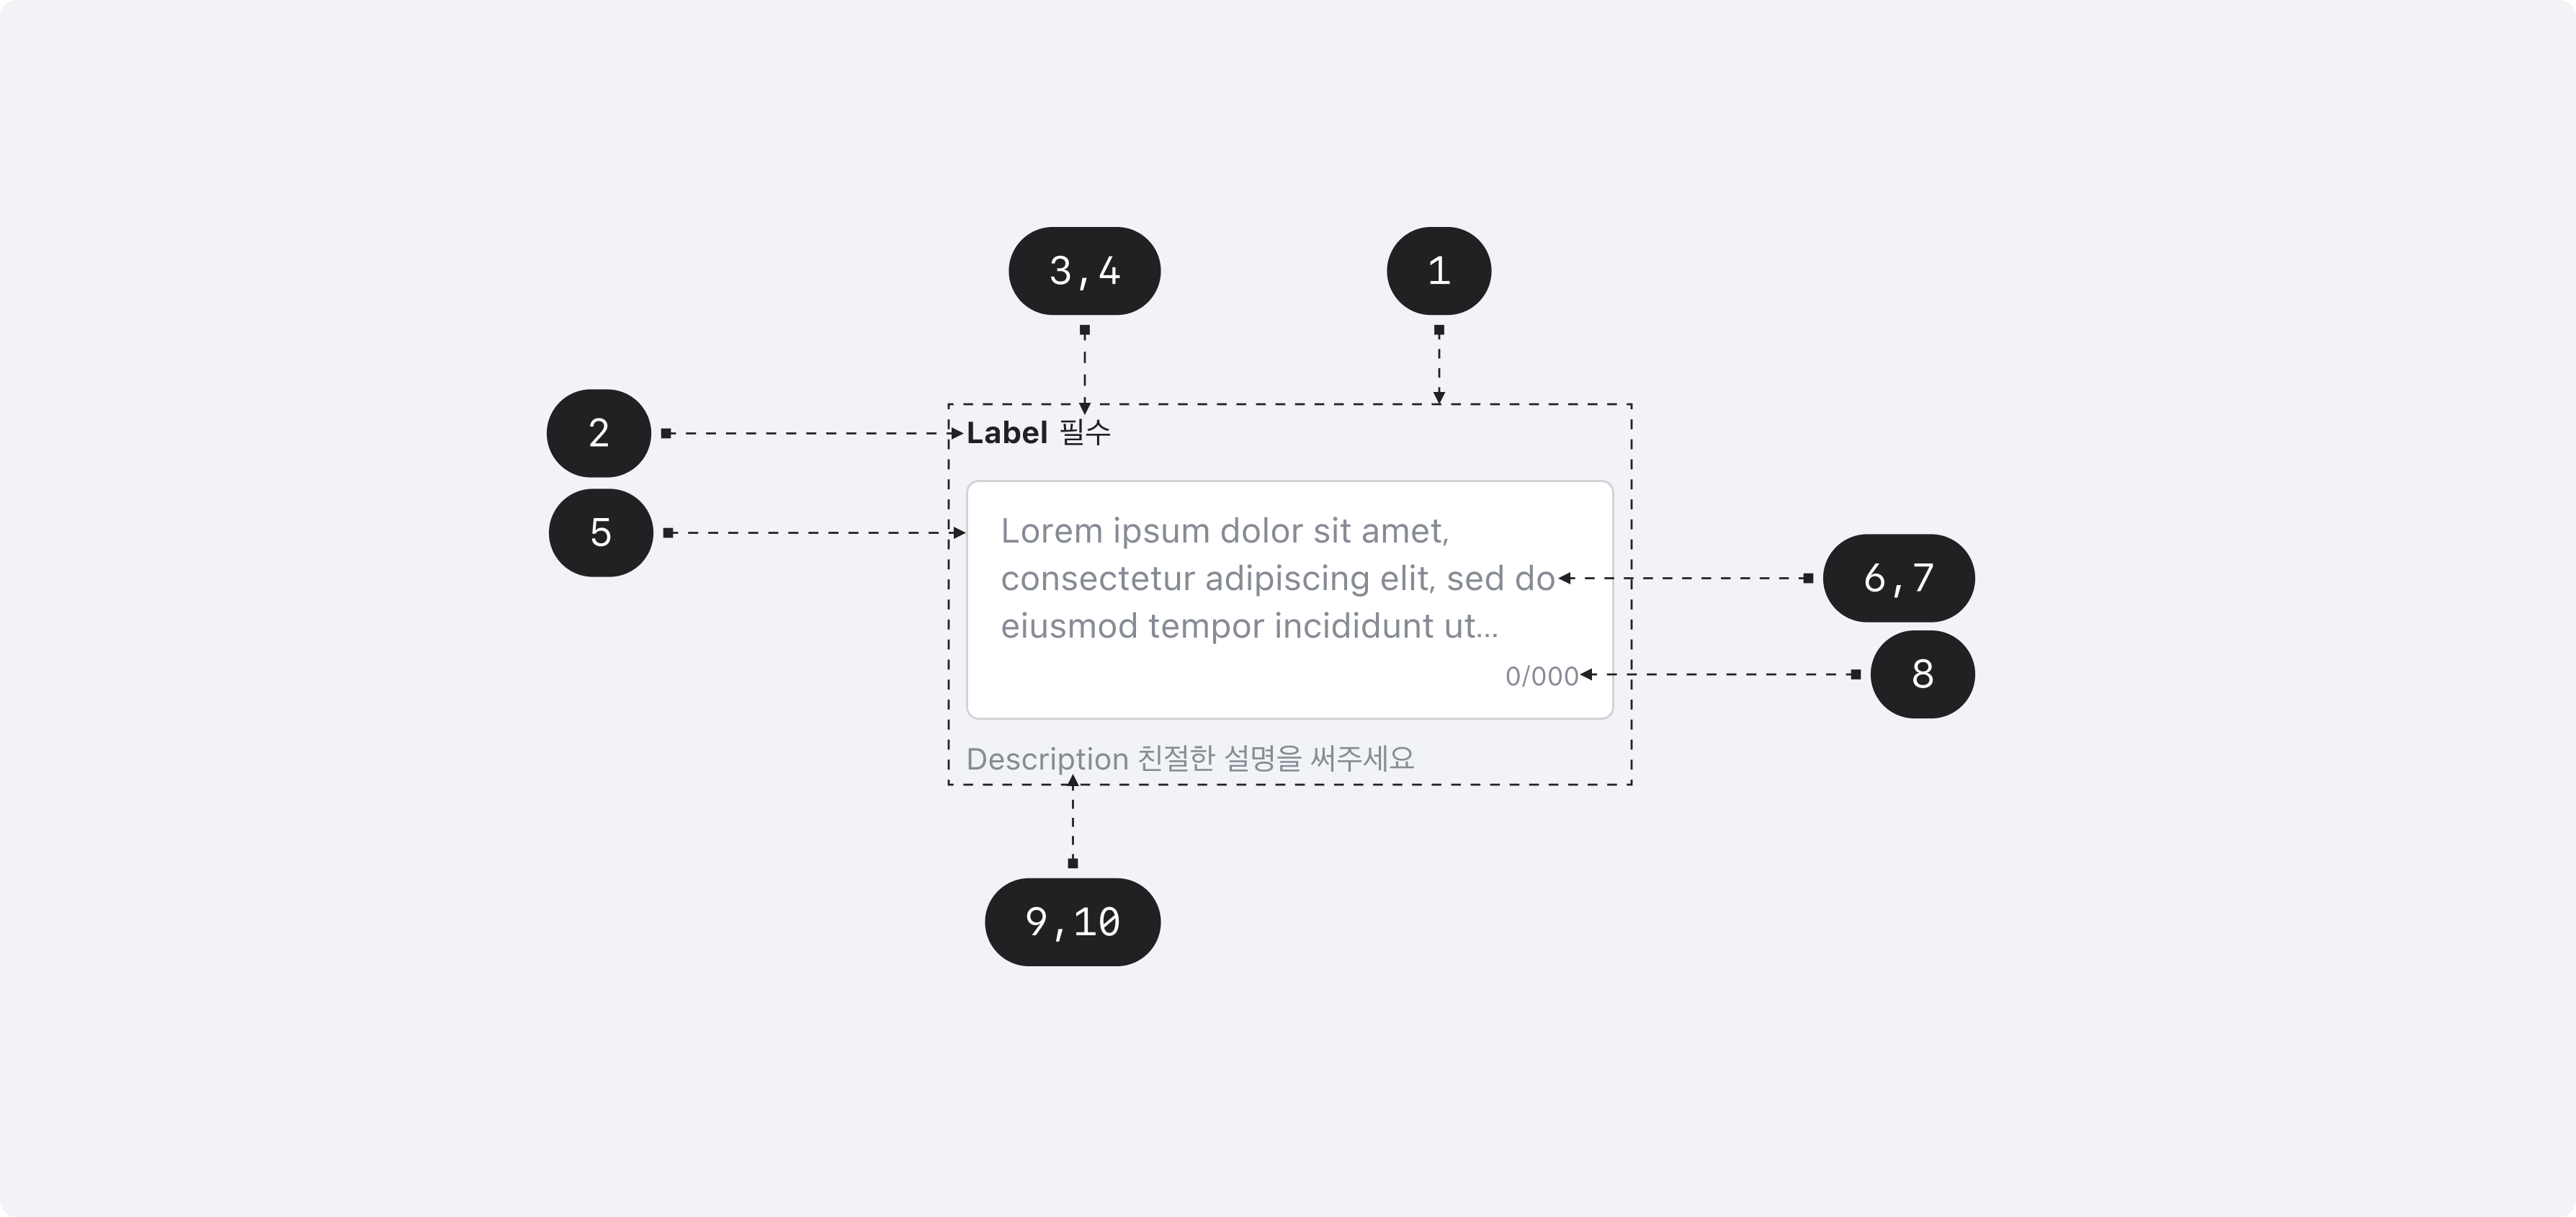 3,4
1
2
Label 필수
5
Lorem ipsum dolor sit amet,
consectetur adipiscing elit, sed do
6,7
eiusmod tempor incididunt ut...
0/000
8
Description 친절한 설명을 써주세요
9,10